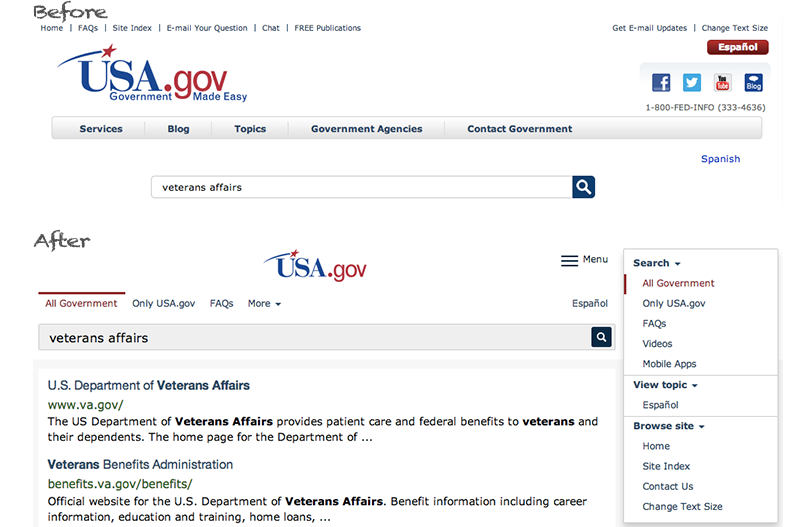 Before
Home | FAQs | Site Index | E-mail Your Question | Chat | FREE Publications
Get E-mail Updates | Change Text Size
Español
USA.gov
Government Made Easy
You Tube
Blog
1-800-FED-INFO (333-4636)
Services Blog Topics Government Agencies Contact Government
Spanish
veterans affairs
After
USA.gov
Menu
All Government Only USA.gov FAQs More Español
veterans affairs
U.S. Department of Veterans Affairs
www.va.gov/
The US Department of Veterans Affairs provides patient care and federal benefits to veterans and
their dependents. The home page for the Department of ...
Veterans Benefits Administration
benefits.va.gov/benefits/
Official website for the U.S. Department of Veterans Affairs. Benefit information including career
information, education and training, home loans, ...
Search
All Government
Only USA.gov
FAQs
Videos
Mobile Apps
View topic
Español
Browse site
Home
Site Index
Contact Us
Change Text Size